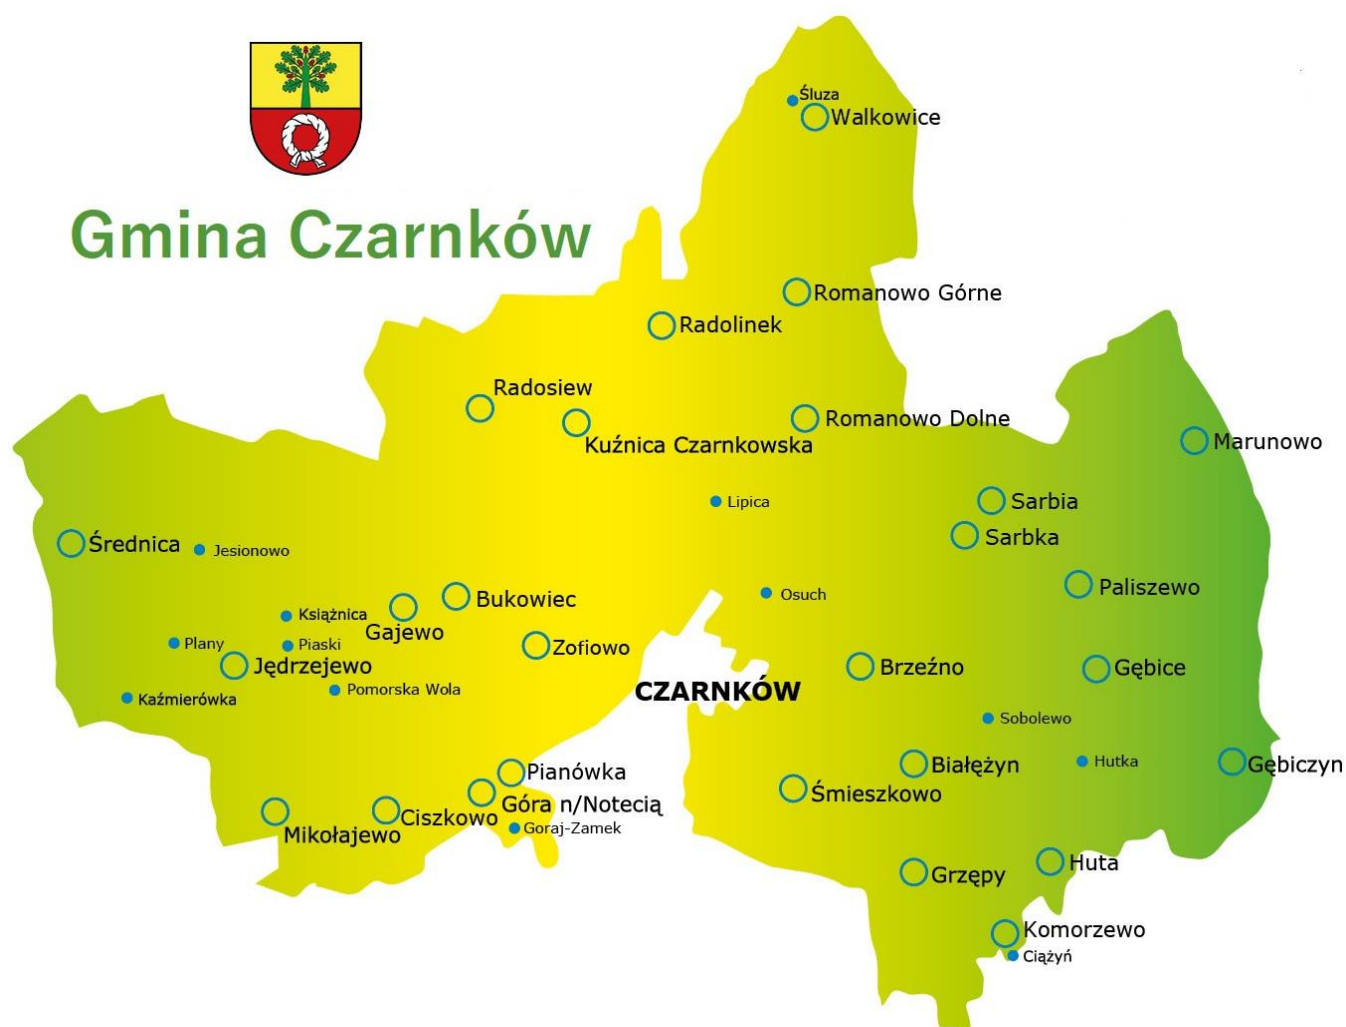 Śluza
Walkowice
Gmina Czarnków
Romanowo Górne
Radolinek
Radosiew
Romanowo Dolne
Kuźnica Czarnkowska
Marunowo
Lipica
Sarbia
Sarbka
Średnica
Jesionowo
Paliszewo
Osuch
Bukowiec
Książnica
Gajewo
Plany
Piaski
Zofiowo
Jędrzejewo
Brzeźno
Gębice
Pomorska Wola
CZARNKÓW
Kaźmierówka
Sobolewo
Hutka
Białężyn
Gębiczyn
Pianówka
Śmieszkowo
Góra n/Notecią
Ciszkowo
Goraj-Zamek
Mikołajewo
Huta
Grzępy
Komorzewo
Ciążyń